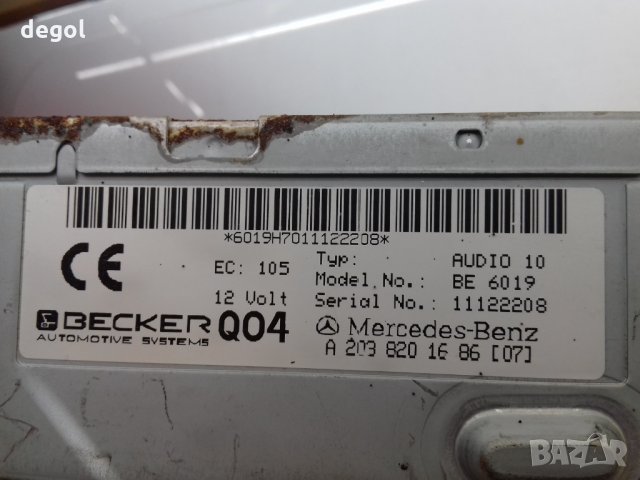 degol
*6019H7011122208*
CE
EC: 105
12 Volt
Typ: AUDIO 10
Model.No.: BE 6019
Serial No.: 11122208
BECKER Q04
AUTOMOTIVE SYSTEMS
Mercedes-Benz
A 203 820 16 86 [07]
BAZAR